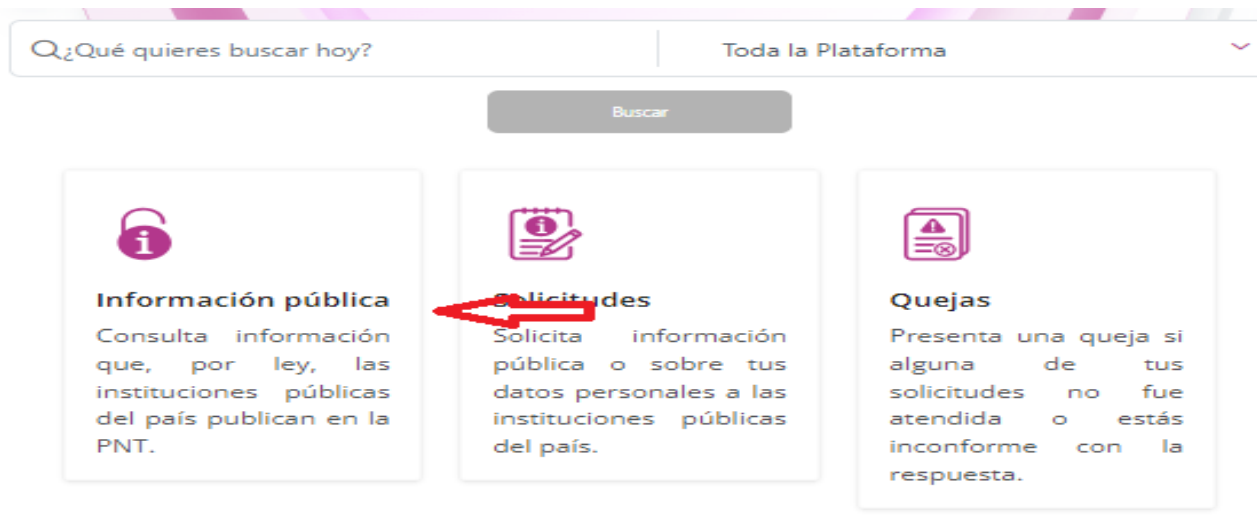 ¿Qué quieres buscar hoy?
Toda la Plataforma
Buscar
Información pública
Consulta información
que, por ley, las
instituciones públicas
del país publican en la
PNT.
Solicitudes
Solicita información
pública o sobre tus
datos personales a las
instituciones públicas
del país.
Quejas
Presenta una queja si
alguna de tus
solicitudes no fue
atendida o estás
inconforme con la
respuesta.